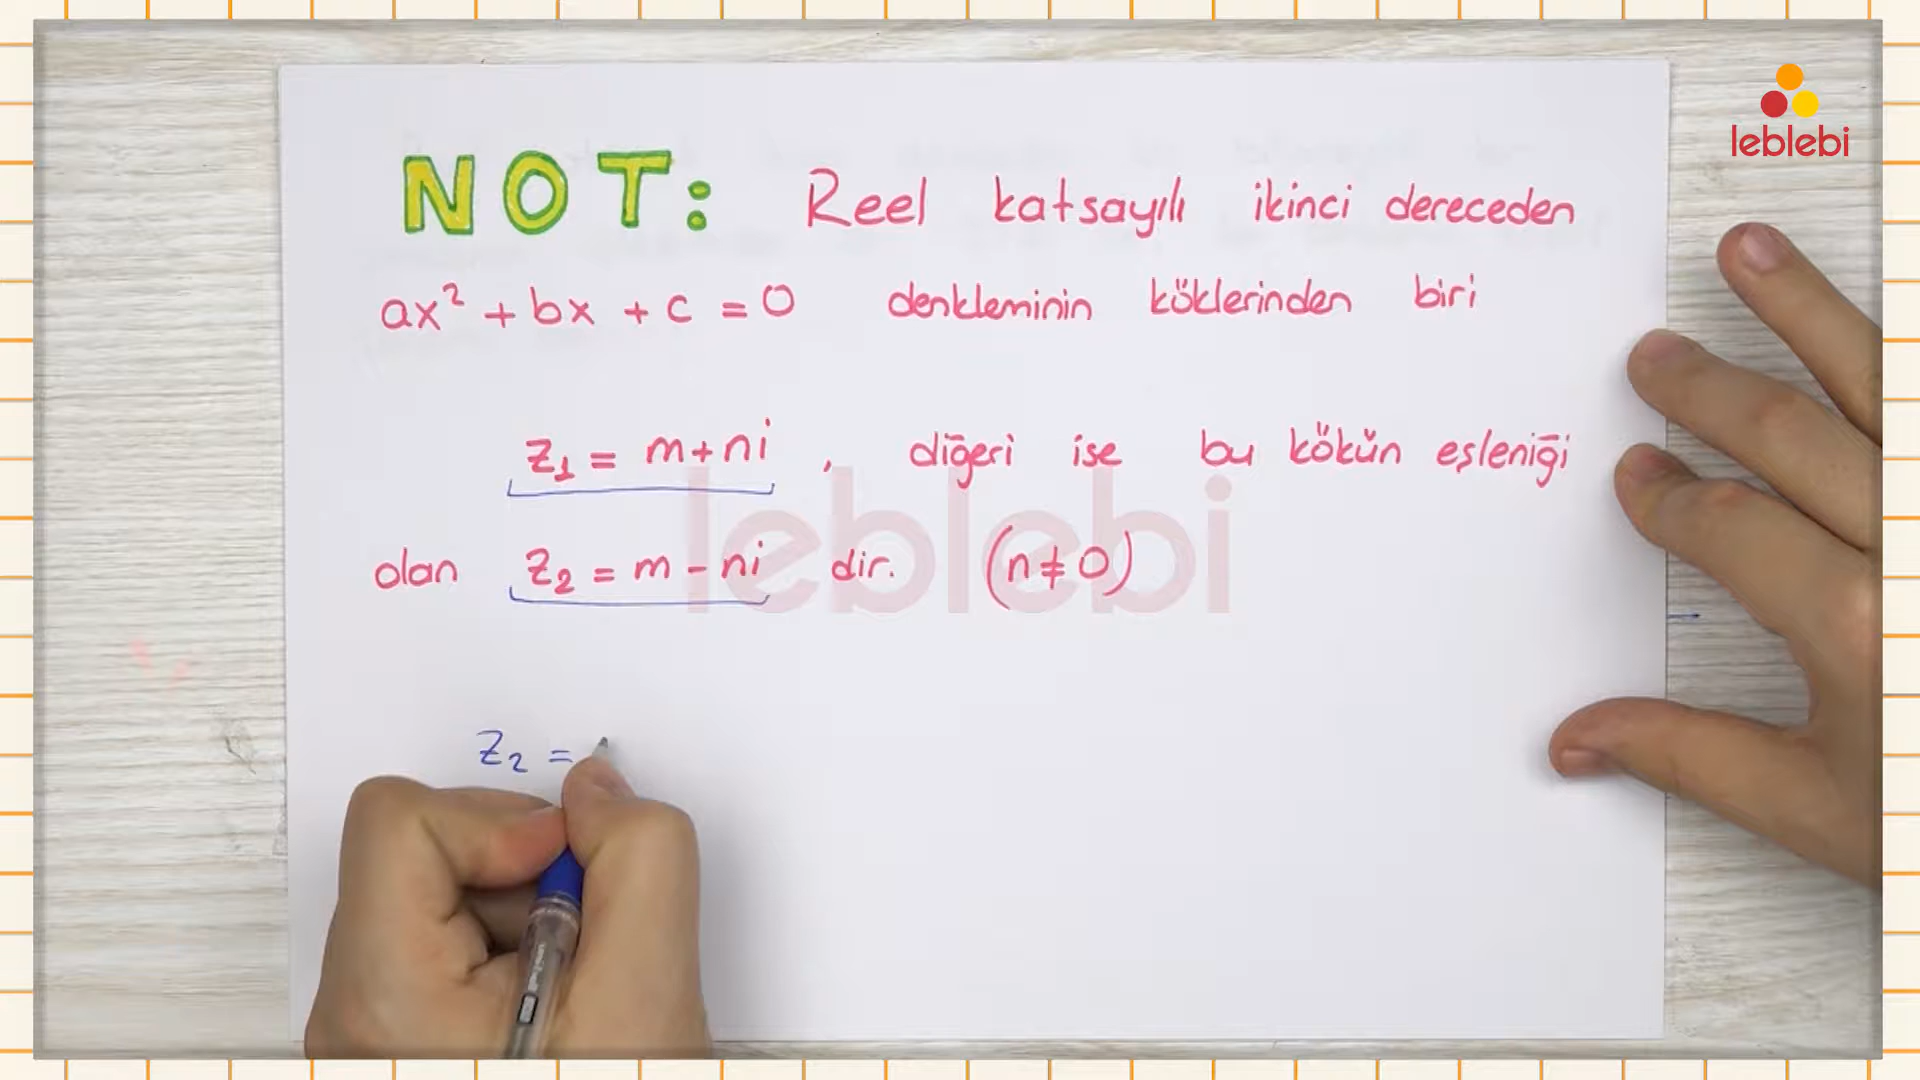 leblebi
NOT: Reel katsayılı ikinci dereceden
ax² + bx + c = 0 denkleminin köklerinden biri
z₁ = m+ni , diğeri ise bu kökün eşleniği
olan z₂ = m - ni dir. (n ≠ 0)
leblebi
z₂ =